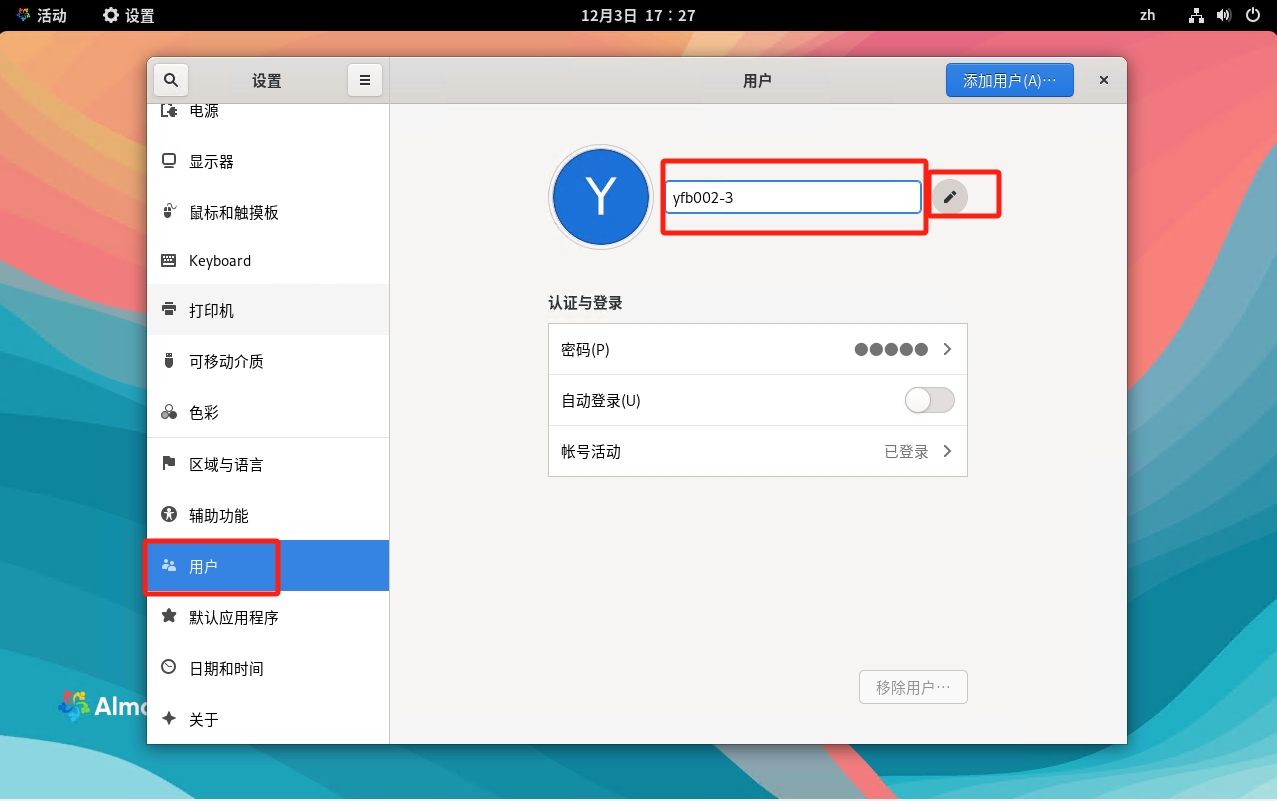 活动
设置
12月3日 17：27
zh
设置
用户
添加用户(A)…
电源
显示器
鼠标和触摸板
Keyboard
打印机
可移动介质
色彩
区域与语言
辅助功能
用户
默认应用程序
日期和时间
关于
Y
yfb002-3
认证与登录
密码(P)
自动登录(U)
帐号活动
已登录
移除用户…